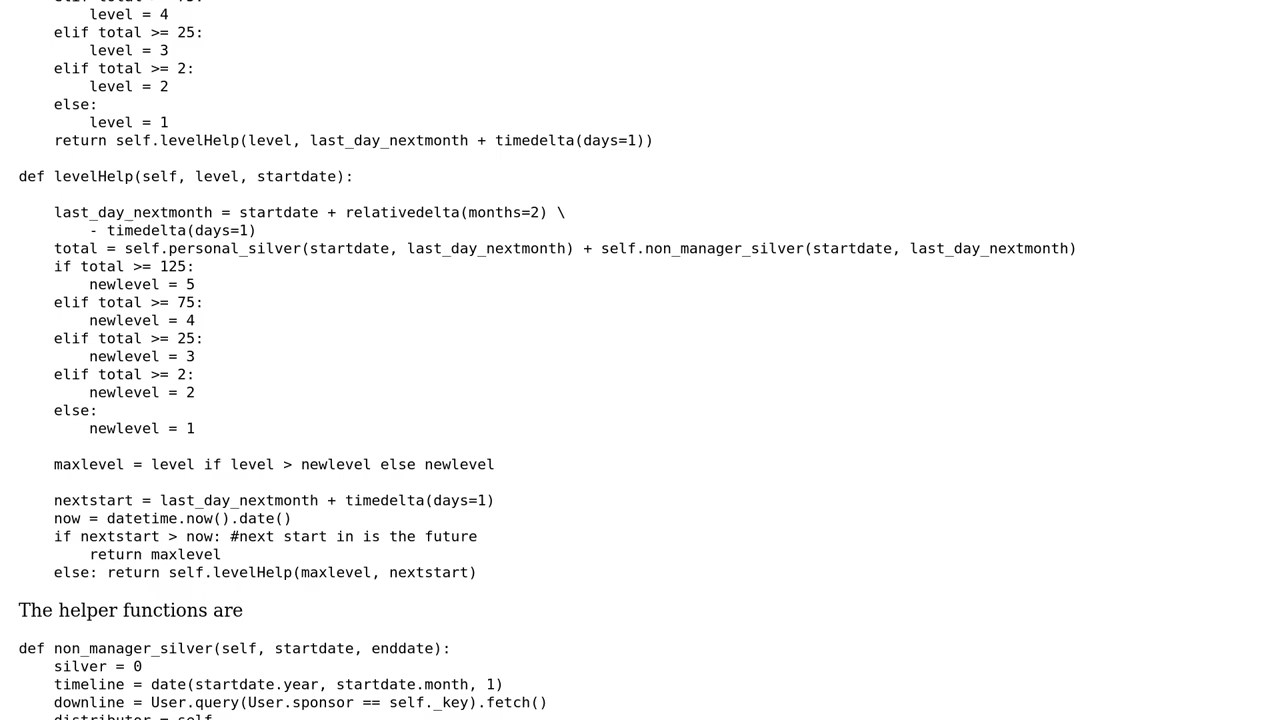 elif total >= 75:
level = 4
elif total >= 25:
level = 3
elif total >= 2:
level = 2
else:
level = 1
return self.levelHelp(level, last_day_nextmonth + timedelta(days=1))
def levelHelp(self, level, startdate):
last_day_nextmonth = startdate + relativedelta(months=2) \
- timedelta(days=1)
total = self.personal_silver(startdate, last_day_nextmonth) + self.non_manager_silver(startdate, last_day_nextmonth)
if total >= 125:
newlevel = 5
elif total >= 75:
newlevel = 4
elif total >= 25:
newlevel = 3
elif total >= 2:
newlevel = 2
else:
newlevel = 1
maxlevel = level if level > newlevel else newlevel
nextstart = last_day_nextmonth + timedelta(days=1)
now = datetime.now().date()
if nextstart > now: #next start in is the future
return maxlevel
else: return self.levelHelp(maxlevel, nextstart)
The helper functions are
def non_manager_silver(self, startdate, enddate):
silver = 0
timeline = date(startdate.year, startdate.month, 1)
downline = User.query(User.sponsor == self._key).fetch()
distributor = self